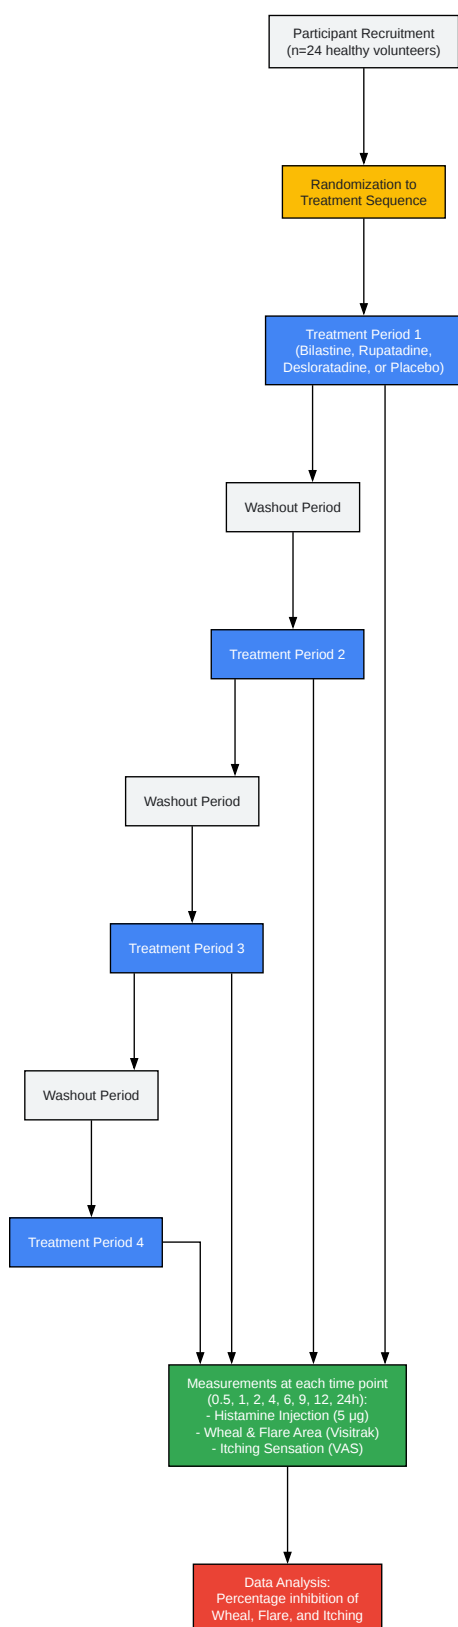 Participant Recruitment
(n=24 healthy volunteers)
Randomization to
Treatment Sequence
Treatment Period 1
(Bilastine, Rupatadine,
Desloratadine, or Placebo)
Washout Period
Treatment Period 2
Washout Period
Treatment Period 3
Washout Period
Treatment Period 4
Measurements at each time point
(0.5, 1, 2, 4, 6, 9, 12, 24h):
- Histamine Injection (5 μg)
- Wheal & Flare Area (Visitrak)
- Itching Sensation (VAS)
Data Analysis:
Percentage inhibition of
Wheal, Flare, and Itching